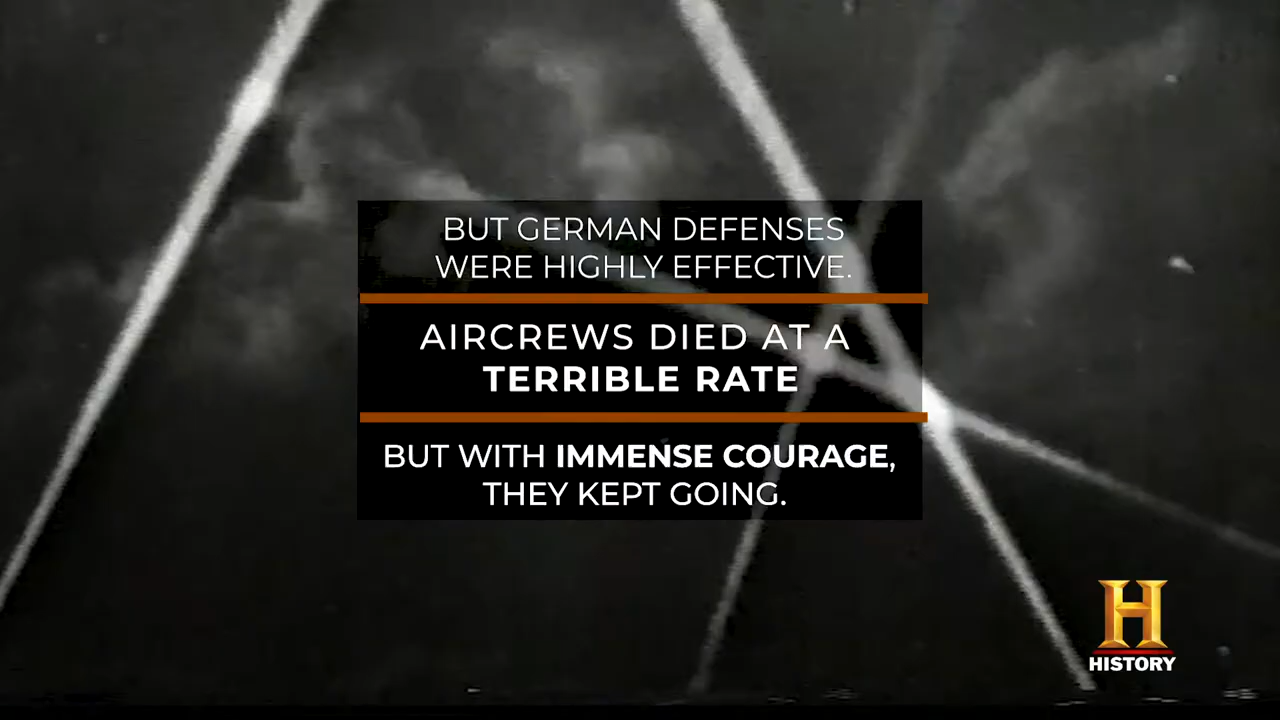 BUT GERMAN DEFENSES
WERE HIGHLY EFFECTIVE.
AIRCREWS DIED AT A
TERRIBLE RATE
BUT WITH IMMENSE COURAGE,
THEY KEPT GOING.
H
HISTORY